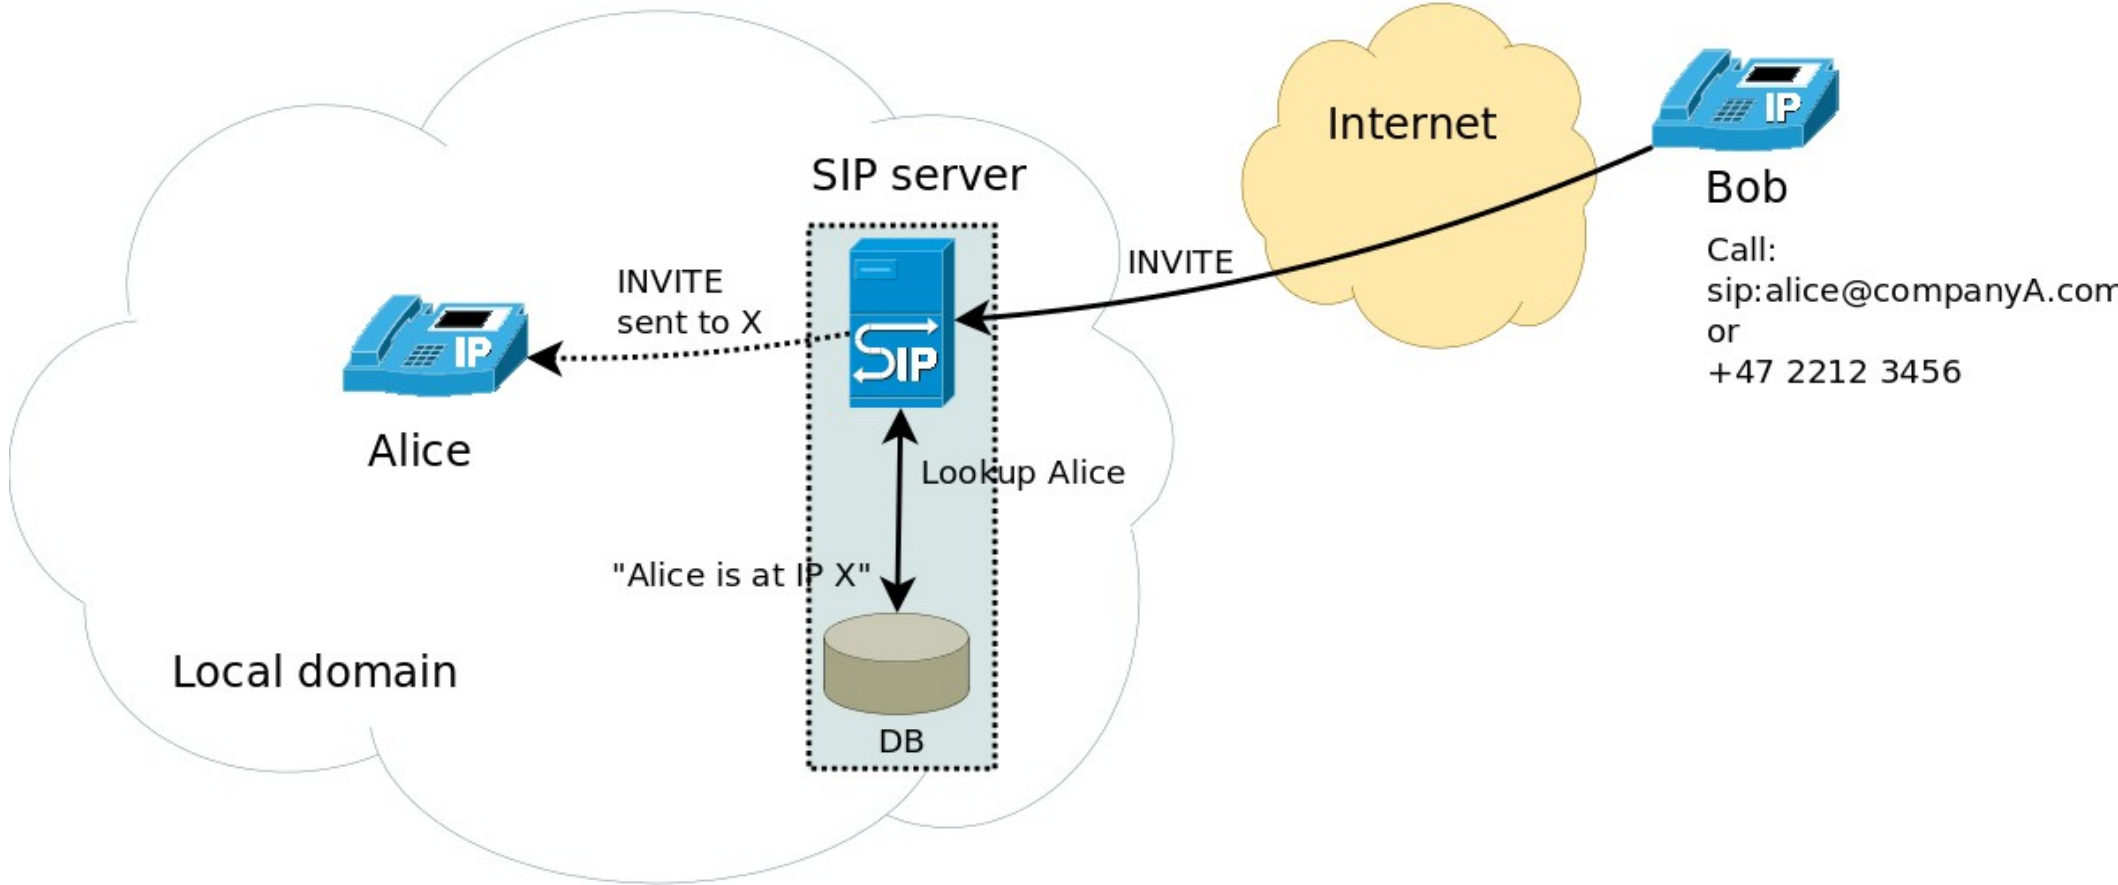 Internet
IP
Bob
Call:
sip:alice@companyA.com
or
+47 2212 3456
SIP server
INVITE
INVITE
sent to X
SIP
IP
Alice
Lookup Alice
"Alice is at IP X"
Local domain
DB